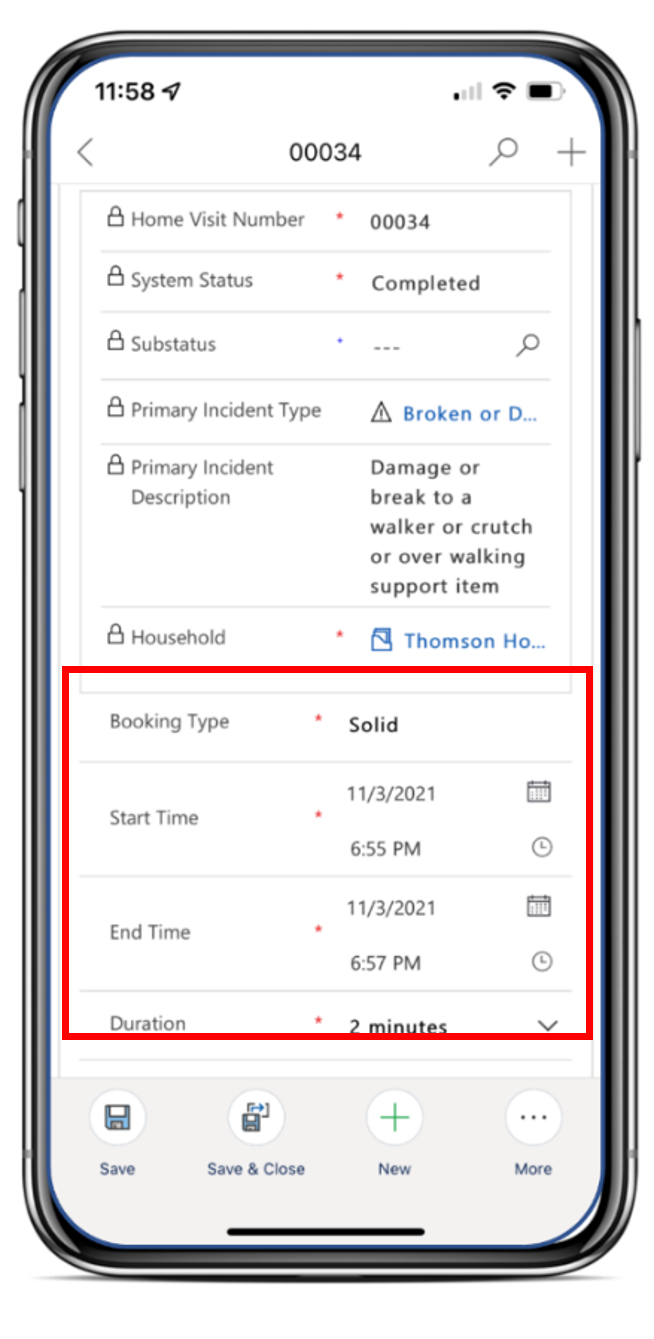 11:58
00034
Home Visit Number * 00034
System Status * Completed
Substatus + ---
Primary Incident Type Broken or D...
Primary Incident
Description
Damage or
break to a
walker or crutch
or over walking
support item
Household * Thomson Ho...
Booking Type * Solid
Start Time * 11/3/2021
6:55 PM
End Time * 11/3/2021
6:57 PM
Duration * 2 minutes
Save Save & Close New More